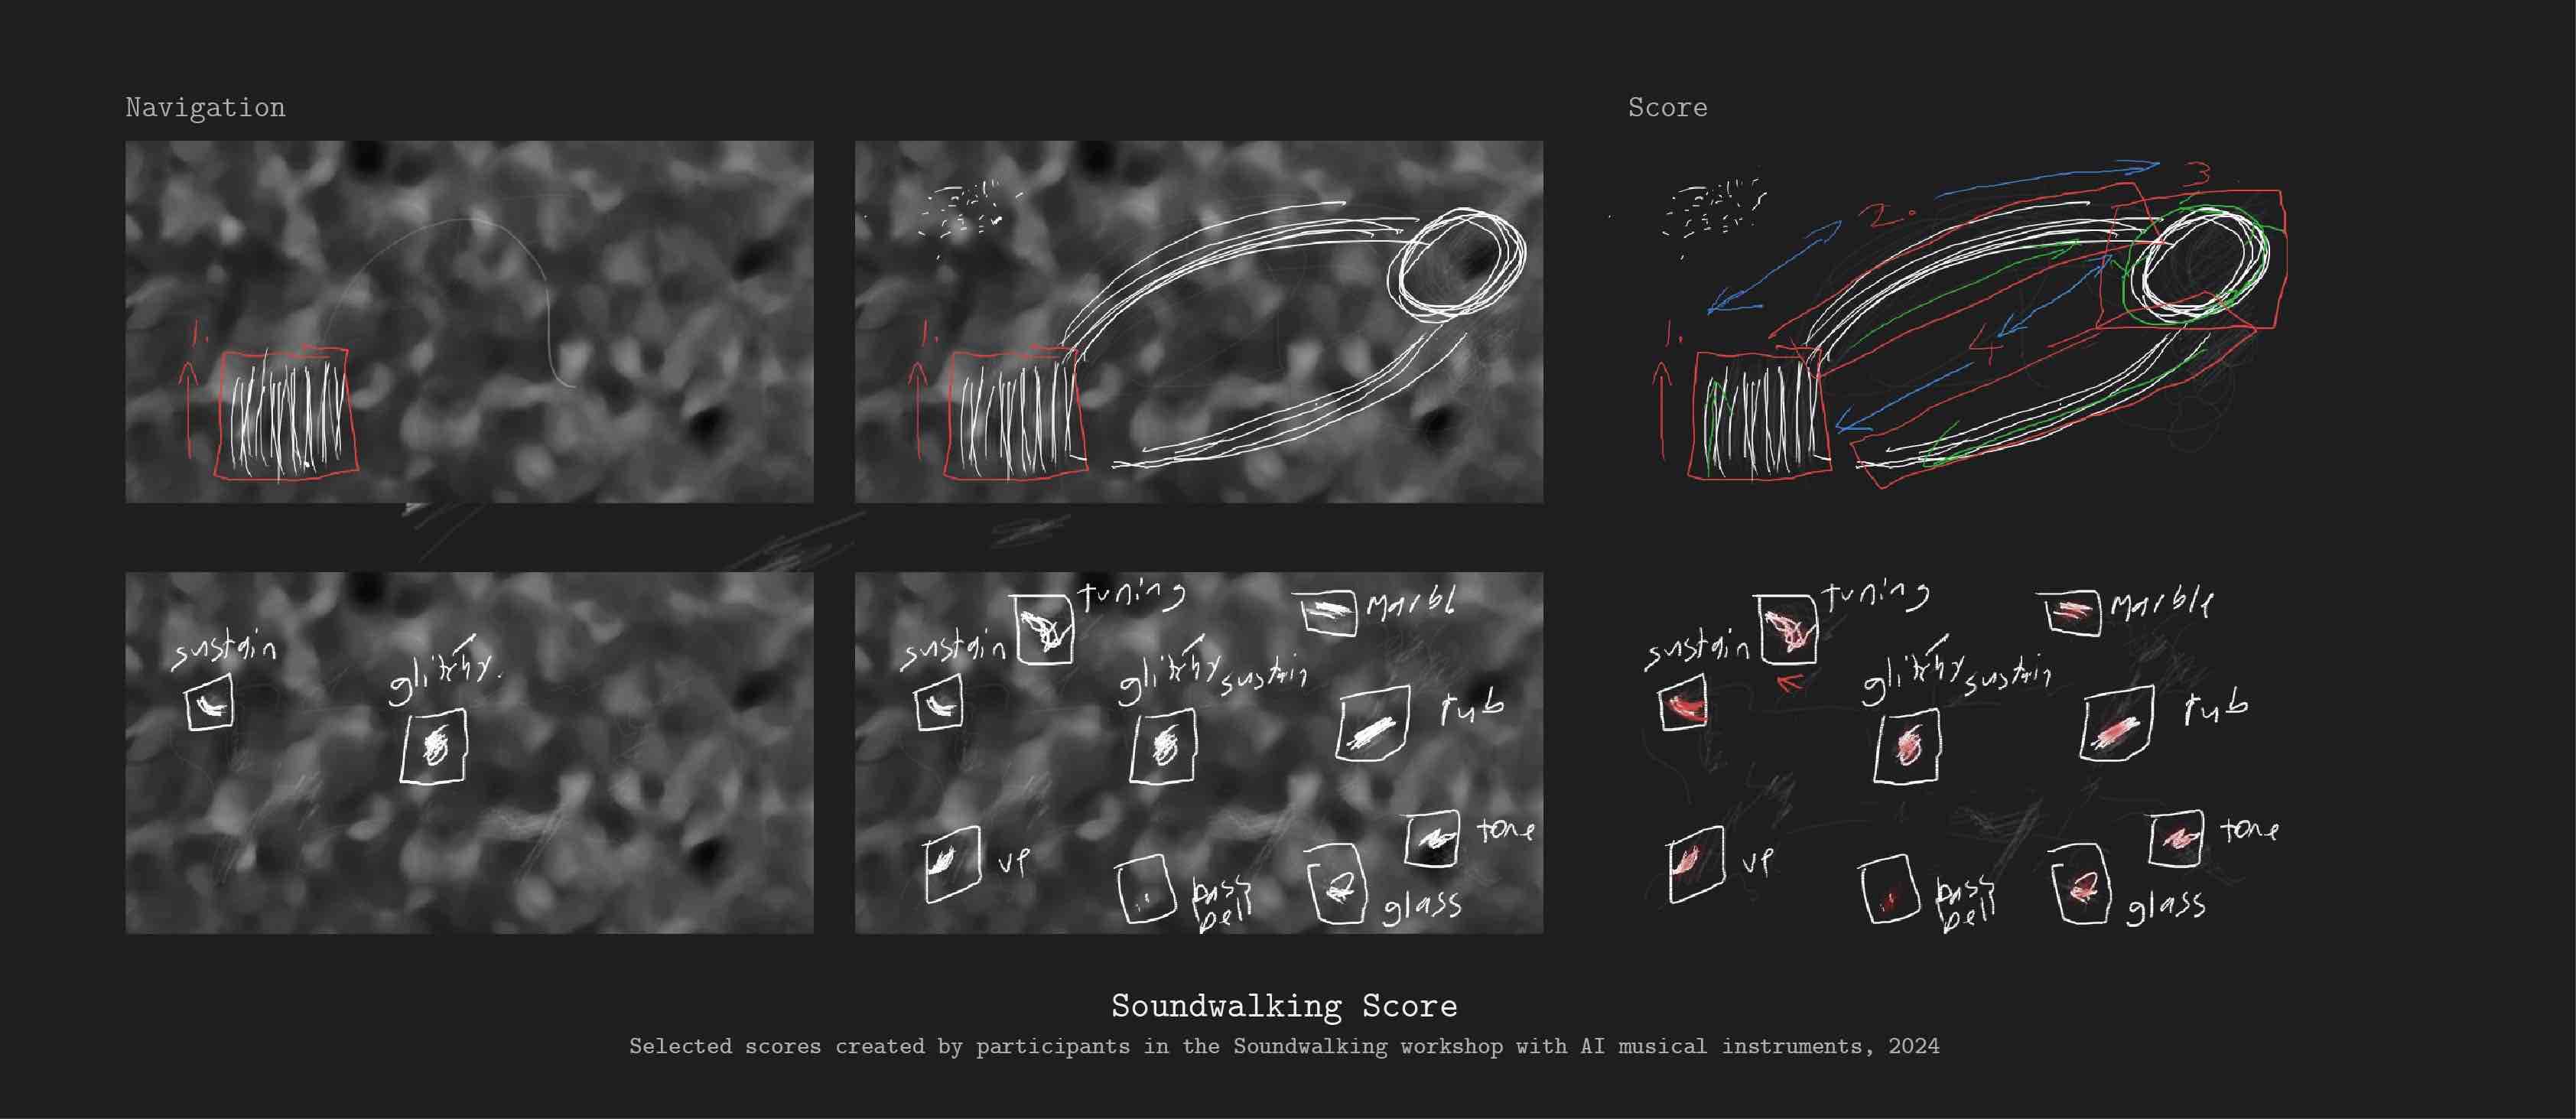 Navigation
Score
1.
1.
1.
2.
3
4
sustain
glitchy.
tuning
Marbl
sustain
glitchy sustain
tub
up
bass
bell
glass
tone
tuning
Marble
sustain
glitchy sustain
tub
up
bass
bell
glass
tone
Soundwalking Score
Selected scores created by participants in the Soundwalking workshop with AI musical instruments, 2024